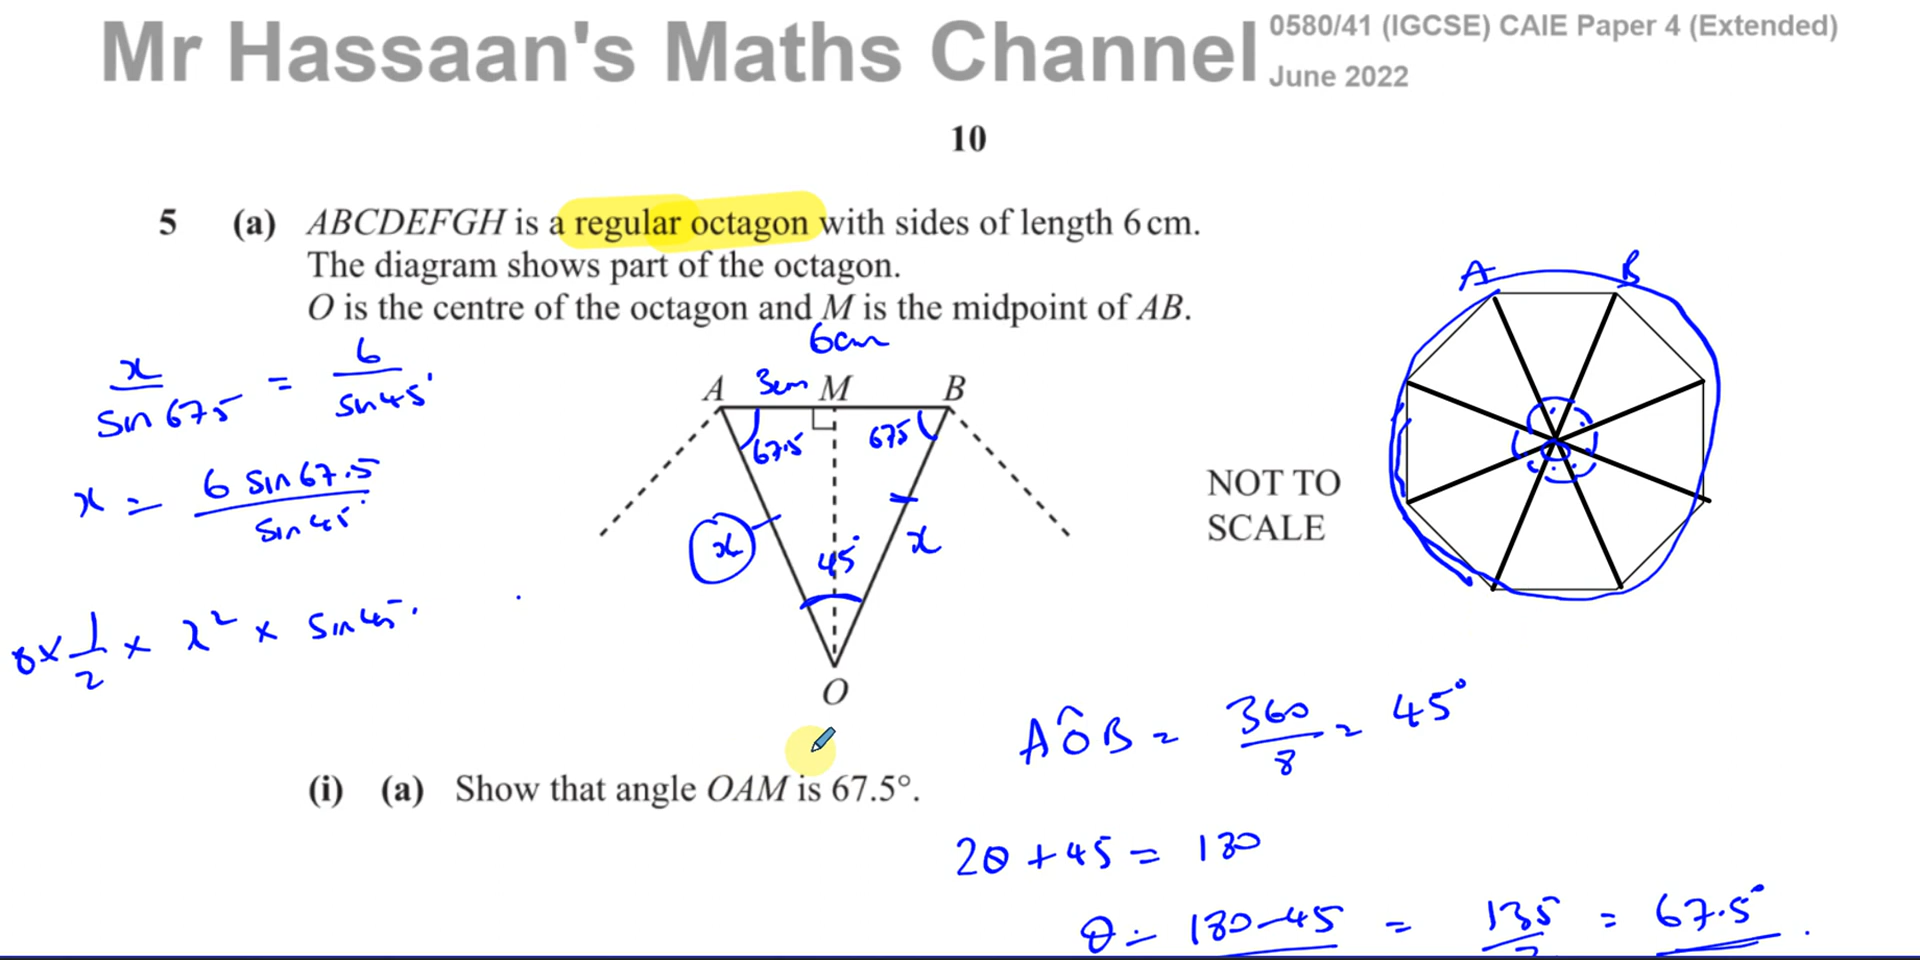 Mr Hassaan's Maths Channel
0580/41 (IGCSE) CAIE Paper 4 (Extended)
June 2022
10
5 (a) ABCDEFGH is a regular octagon with sides of length 6 cm.
The diagram shows part of the octagon.
O is the centre of the octagon and M is the midpoint of AB.
A B
6cm
x / sin 67.5 = 6 / sin 45°
A 3cm M B
67.5 67.5
x = 6 sin 67.5 / sin 45
NOT TO
SCALE
x 45° x
8 × 1/2 × x² × sin 45°
O
AÔB = 360/8 = 45°
(i) (a) Show that angle OAM is 67.5°.
2θ + 45 = 180
θ = 180-45 = 135/2 = 67.5°